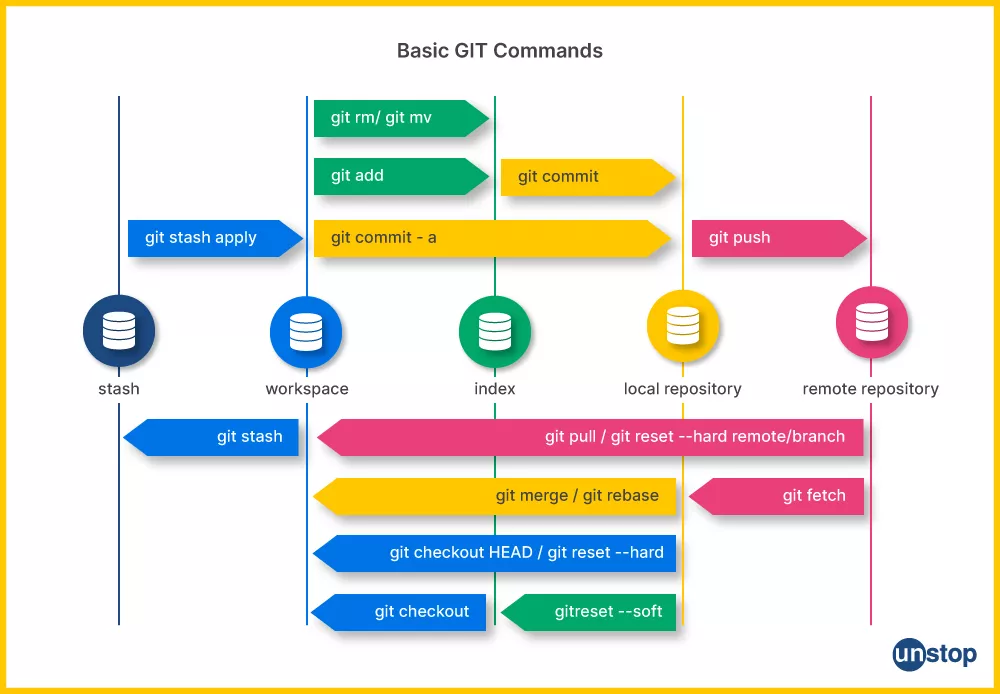 Basic GIT Commands
git rm/ git mv
git add
git commit
git stash apply
git commit - a
git push
stash
workspace
index
local repository
remote repository
git stash
git pull / git reset --hard remote/branch
git merge / git rebase
git fetch
git checkout HEAD / git reset --hard
git checkout
gitreset --soft
unstop